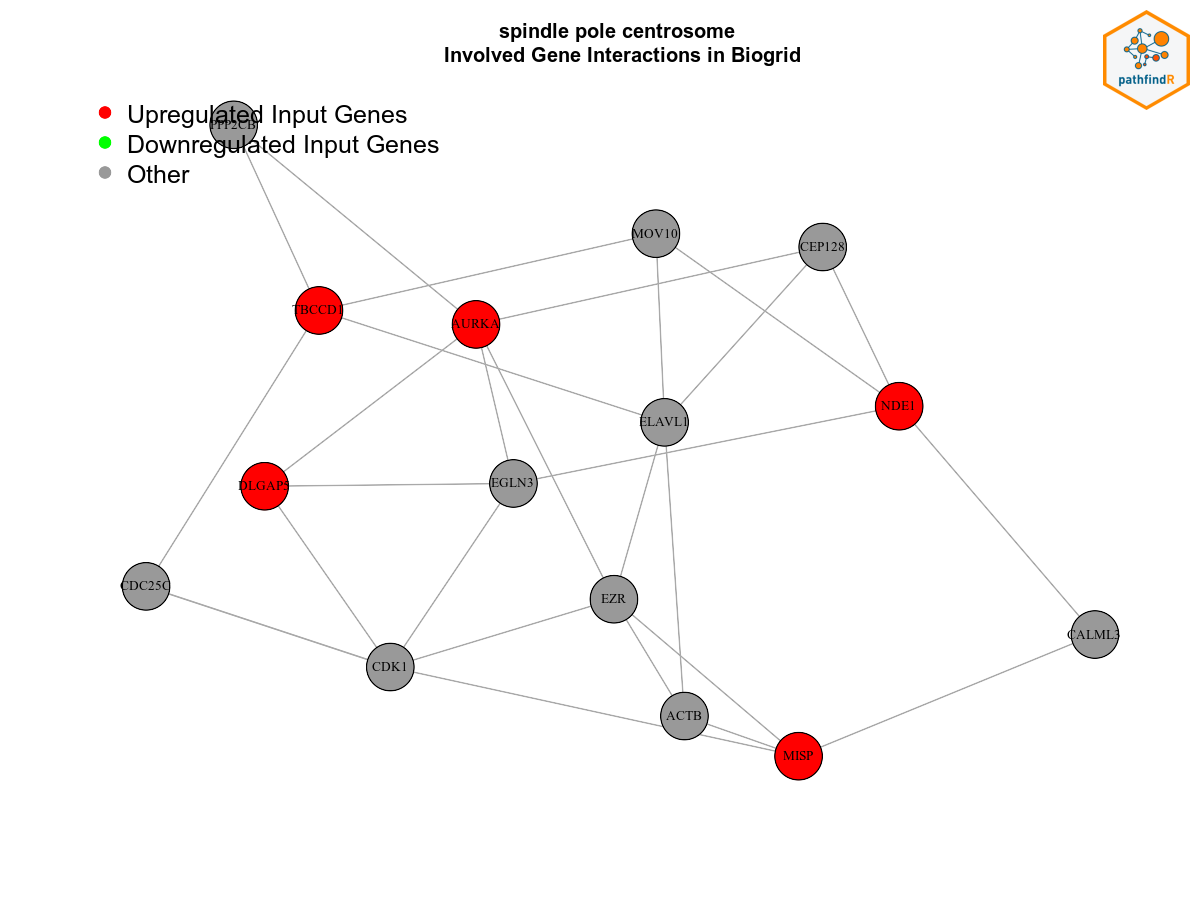 spindle pole centrosome
Involved Gene Interactions in Biogrid
pathfindR
Upregulated Input Genes
PPP2CB
Downregulated Input Genes
Other
MOV10
CEP128
TBCCD1
AURKA
NDE1
ELAVL1
DLGAP5
EGLN3
CDC25C
EZR
CALML3
CDK1
ACTB
MISP